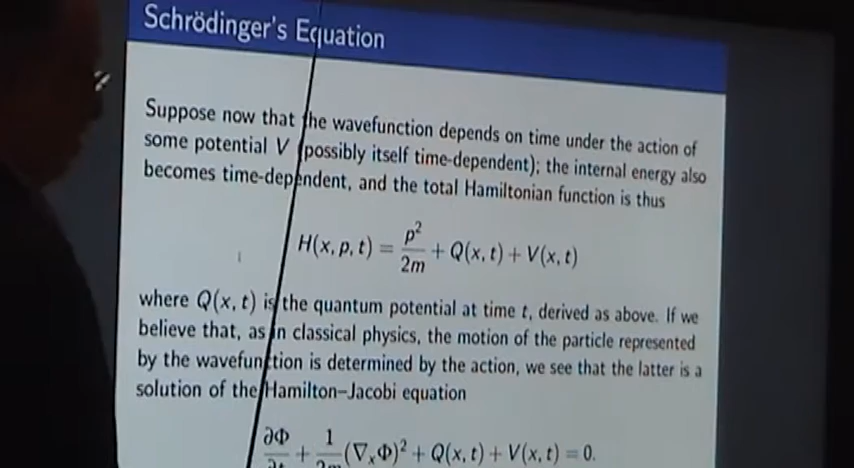 Schrödinger's Equation
Suppose now that the wavefunction depends on time under the action of
some potential V (possibly itself time-dependent); the internal energy also
becomes time-dependent, and the total Hamiltonian function is thus
H(x, p, t) = p²/2m + Q(x, t) + V(x, t)
where Q(x, t) is the quantum potential at time t, derived as above. If we
believe that, as in classical physics, the motion of the particle represented
by the wavefunction is determined by the action, we see that the latter is a
solution of the Hamilton–Jacobi equation
∂Φ/∂t + 1/2m (∇ₓΦ)² + Q(x, t) + V(x, t) = 0.